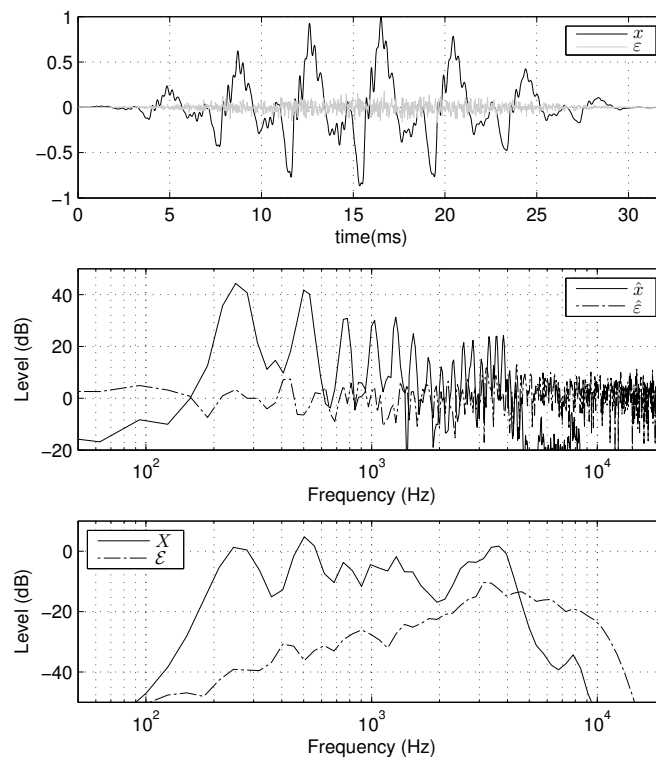 1
0.5
0
−0.5
−1
x
ε
0 5 10 15 20 25 30
time(ms)
40
20
0
−20
Level (dB)
x̂
ε̂
10² 10³ 10⁴
Frequency (Hz)
0
−20
−40
Level (dB)
X
ℰ
10² 10³ 10⁴
Frequency (Hz)